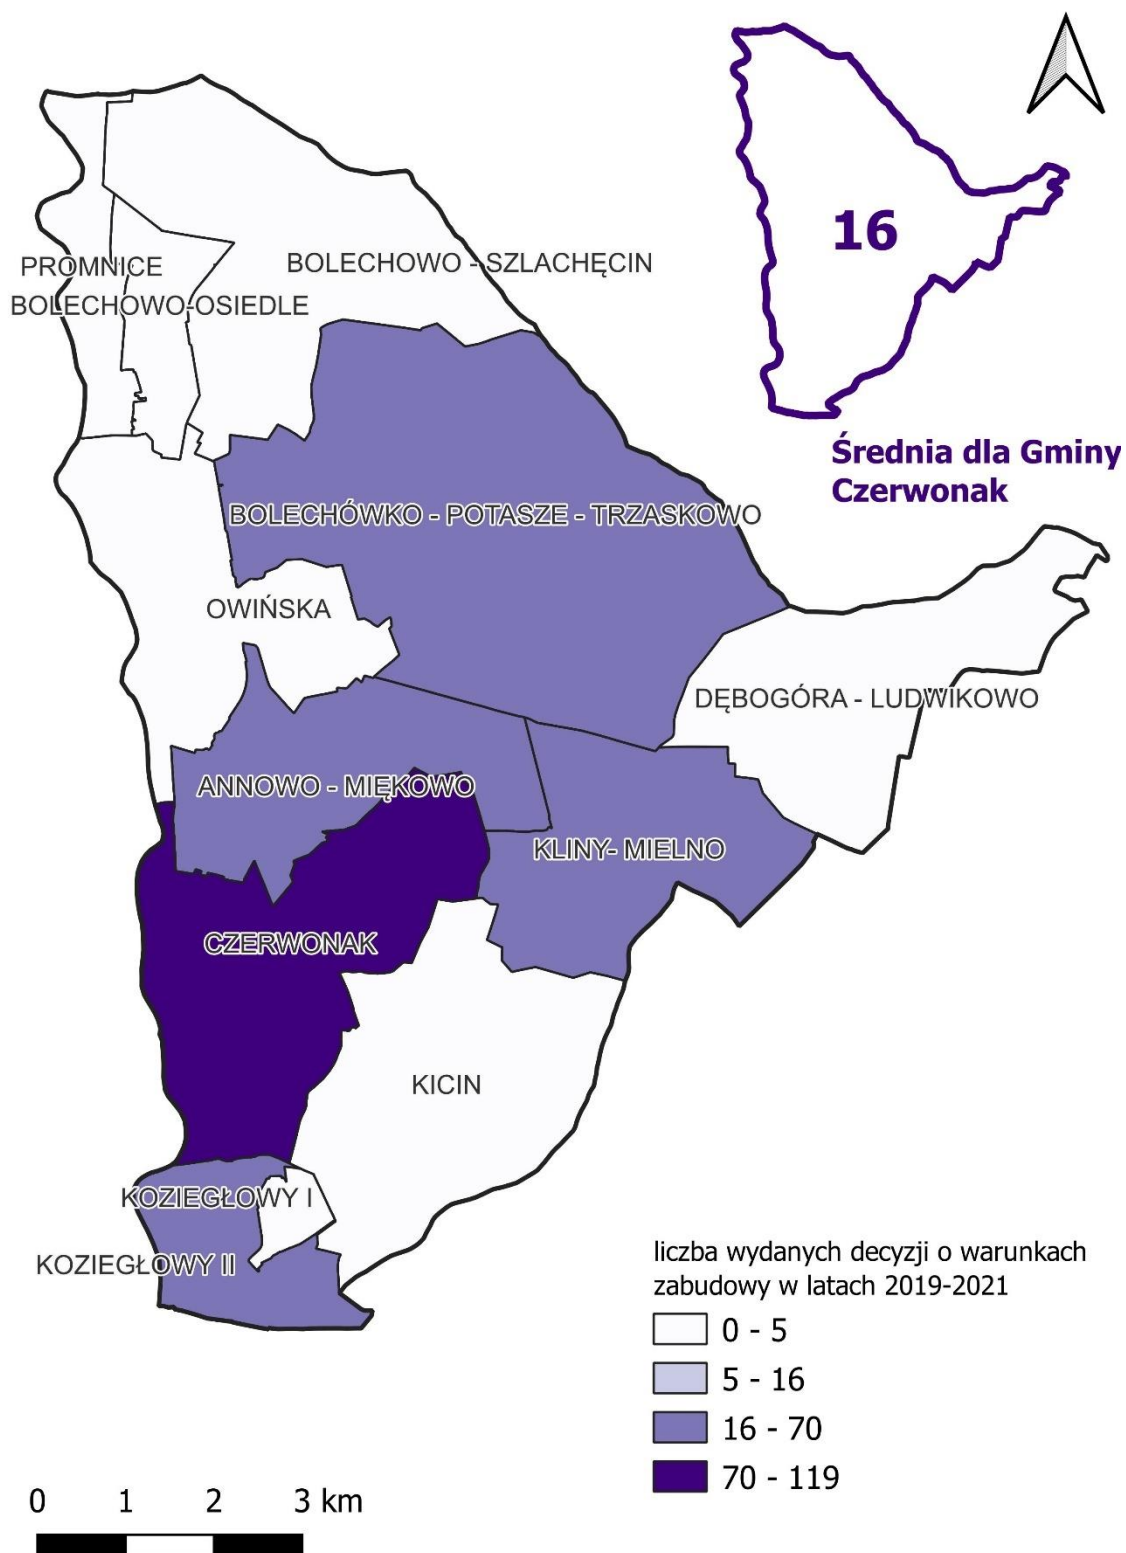 16
Średnia dla Gminy
Czerwonak
PROMNICE
BOLECHOWO - SZLACHĘCIN
BOLECHOWO-OSIEDLE
BOLECHÓWKO - POTASZE - TRZASKOWO
OWIŃSKA
DĘBOGÓRA - LUDWIKOWO
ANNOWO - MIĘKOWO
KLINY- MIELNO
CZERWONAK
KICIN
KOZIEGŁOWY I
KOZIEGŁOWY II
liczba wydanych decyzji o warunkach
zabudowy w latach 2019-2021
0 - 5
5 - 16
16 - 70
70 - 119
0 1 2 3 km